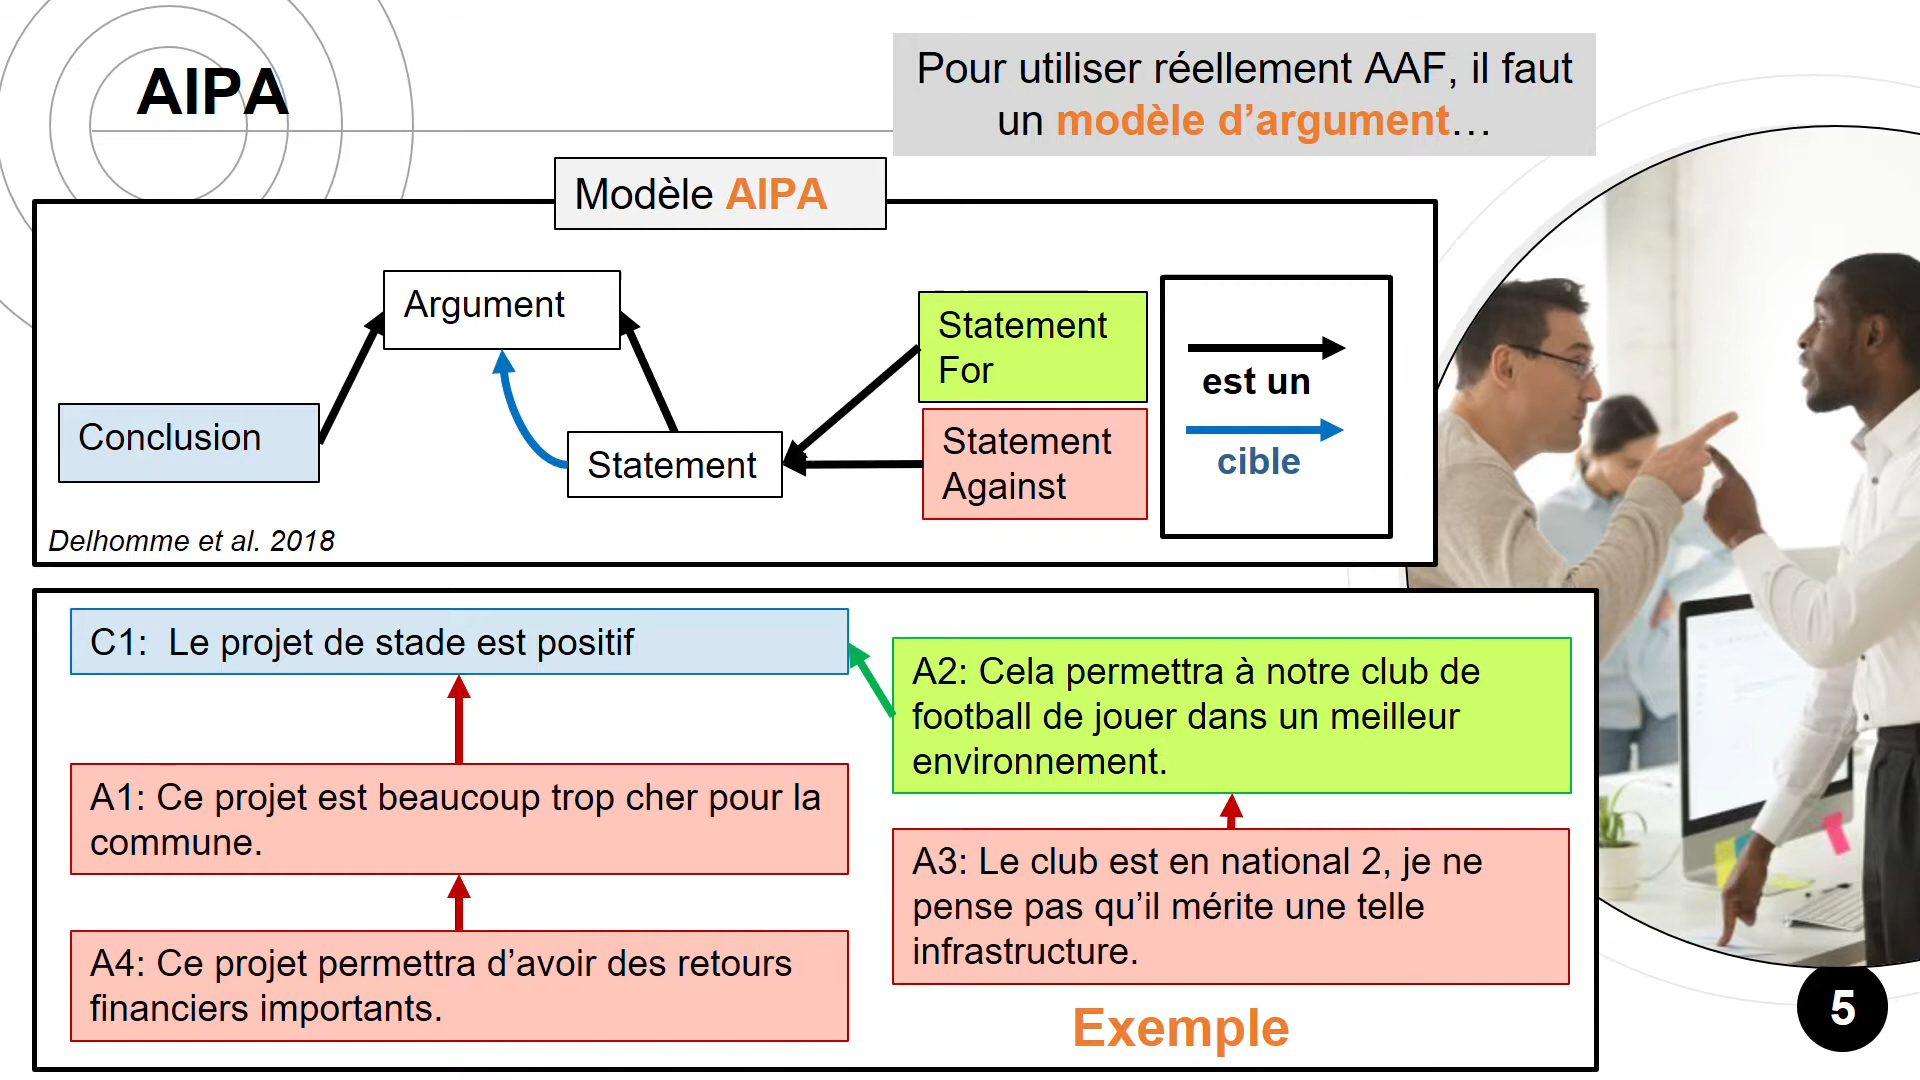 AIPA
Pour utiliser réellement AAF, il faut
un modèle d’argument…
Modèle AIPA
Argument
Conclusion
Statement
Statement
For
Statement
Against
est un
cible
Delhomme et al. 2018
C1:  Le projet de stade est positif
A2: Cela permettra à notre club de
football de jouer dans un meilleur
environnement.
A1: Ce projet est beaucoup trop cher pour la
commune.
A3: Le club est en national 2, je ne
pense pas qu’il mérite une telle
infrastructure.
A4: Ce projet permettra d’avoir des retours
financiers importants.
Exemple
5